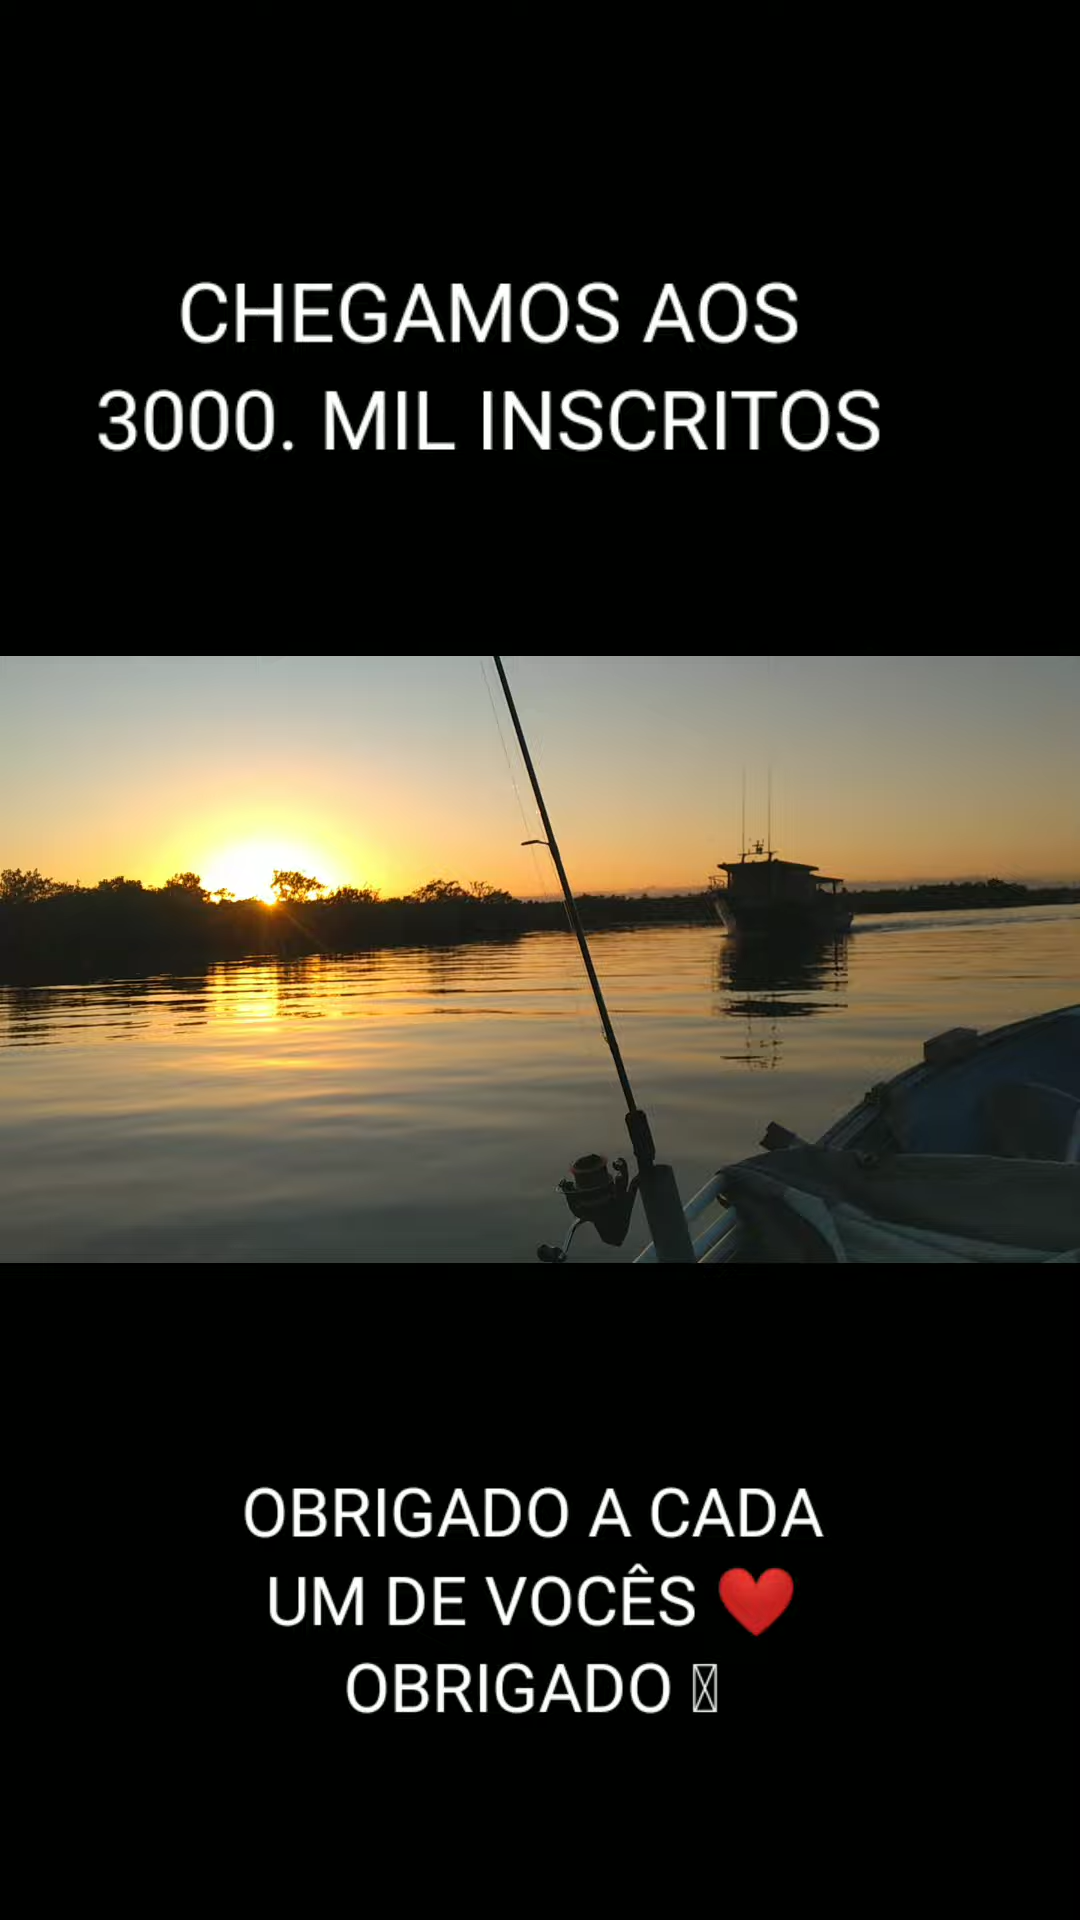 CHEGAMOS AOS
3000. MIL INSCRITOS
OBRIGADO A CADA
UM DE VOCÊS ❤️
OBRIGADO